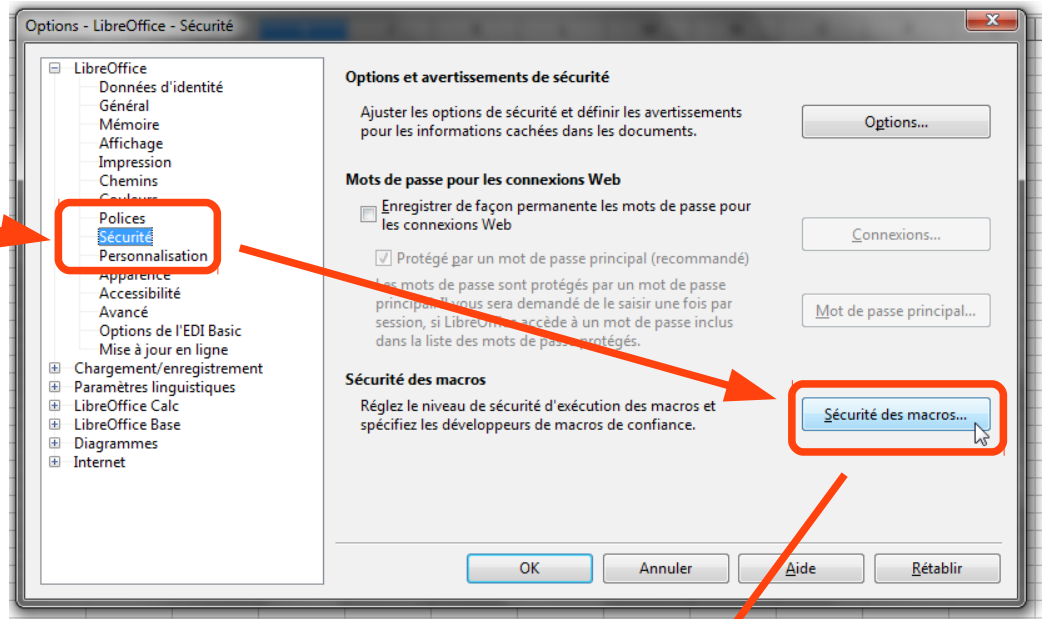 Options - LibreOffice - Sécurité
LibreOffice
Données d'identité
Général
Mémoire
Affichage
Impression
Chemins
Couleurs
Polices
Sécurité
Personnalisation
Apparence
Accessibilité
Avancé
Options de l'EDI Basic
Mise à jour en ligne
Chargement/enregistrement
Paramètres linguistiques
LibreOffice Calc
LibreOffice Base
Diagrammes
Internet
Options et avertissements de sécurité
Ajuster les options de sécurité et définir les avertissements
pour les informations cachées dans les documents.
Options...
Mots de passe pour les connexions Web
Enregistrer de façon permanente les mots de passe pour
les connexions Web
Connexions...
Protégé par un mot de passe principal (recommandé)
Les mots de passe sont protégés par un mot de passe
principal. Il vous sera demandé de le saisir une fois par
session, si LibreOffice accède à un mot de passe inclus
dans la liste des mots de passe protégés.
Mot de passe principal...
Sécurité des macros
Réglez le niveau de sécurité d'exécution des macros et
spécifiez les développeurs de macros de confiance.
Sécurité des macros...
OK
Annuler
Aide
Rétablir